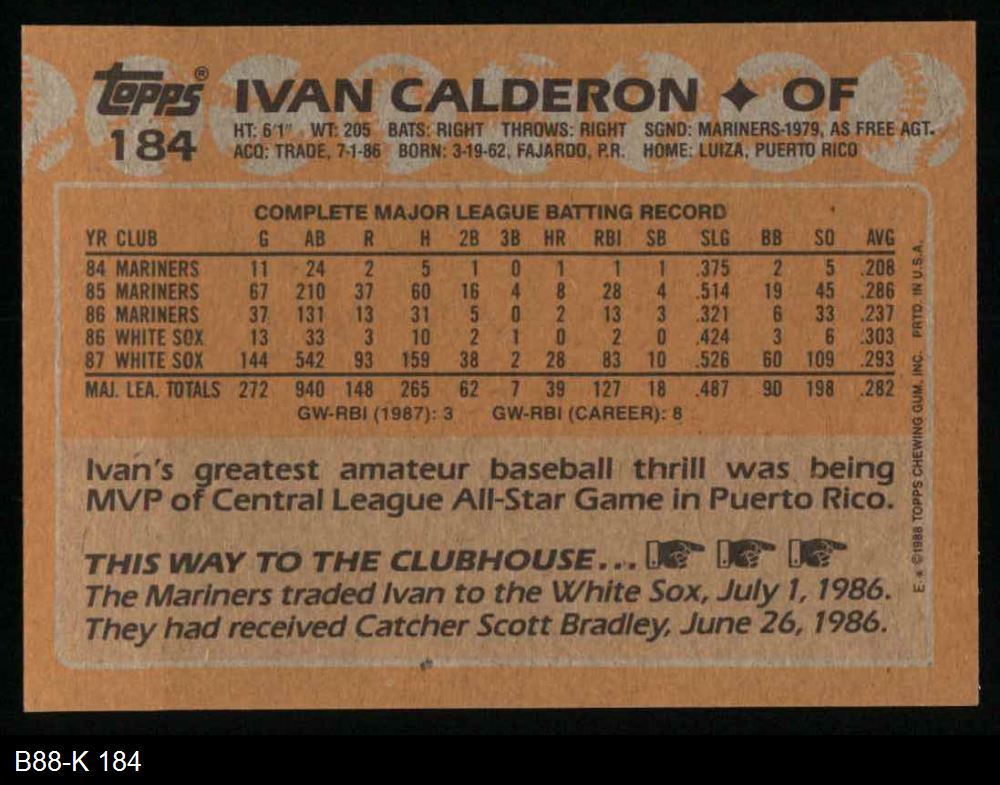 Topps® IVAN CALDERON ✦ OF
184
HT: 6'1" WT: 205 BATS: RIGHT THROWS: RIGHT SGND: MARINERS-1979, AS FREE AGT.
ACQ: TRADE, 7-1-86 BORN: 3-19-62, FAJARDO, P.R. HOME: LUIZA, PUERTO RICO
COMPLETE MAJOR LEAGUE BATTING RECORD
YR CLUB G AB R H 2B 3B HR RBI SB SLG BB SO AVG
84 MARINERS 11 24 2 5 1 0 1 1 1 .375 2 5 .208
85 MARINERS 67 210 37 60 16 4 8 28 4 .514 19 45 .286
86 MARINERS 37 131 13 31 5 0 2 13 3 .321 6 33 .237
86 WHITE SOX 13 33 3 10 2 1 0 2 0 .424 3 6 .303
87 WHITE SOX 144 542 93 159 38 2 28 83 10 .526 60 109 .293
MAJ. LEA. TOTALS 272 940 148 265 62 7 39 127 18 .487 90 198 .282
GW-RBI (1987): 3 GW-RBI (CAREER): 8
Ivan's greatest amateur baseball thrill was being
MVP of Central League All-Star Game in Puerto Rico.
THIS WAY TO THE CLUBHOUSE...
The Mariners traded Ivan to the White Sox, July 1, 1986.
They had received Catcher Scott Bradley, June 26, 1986.
E.* ©1988 TOPPS CHEWING GUM, INC. PRTD. IN U.S.A.
B88-K 184